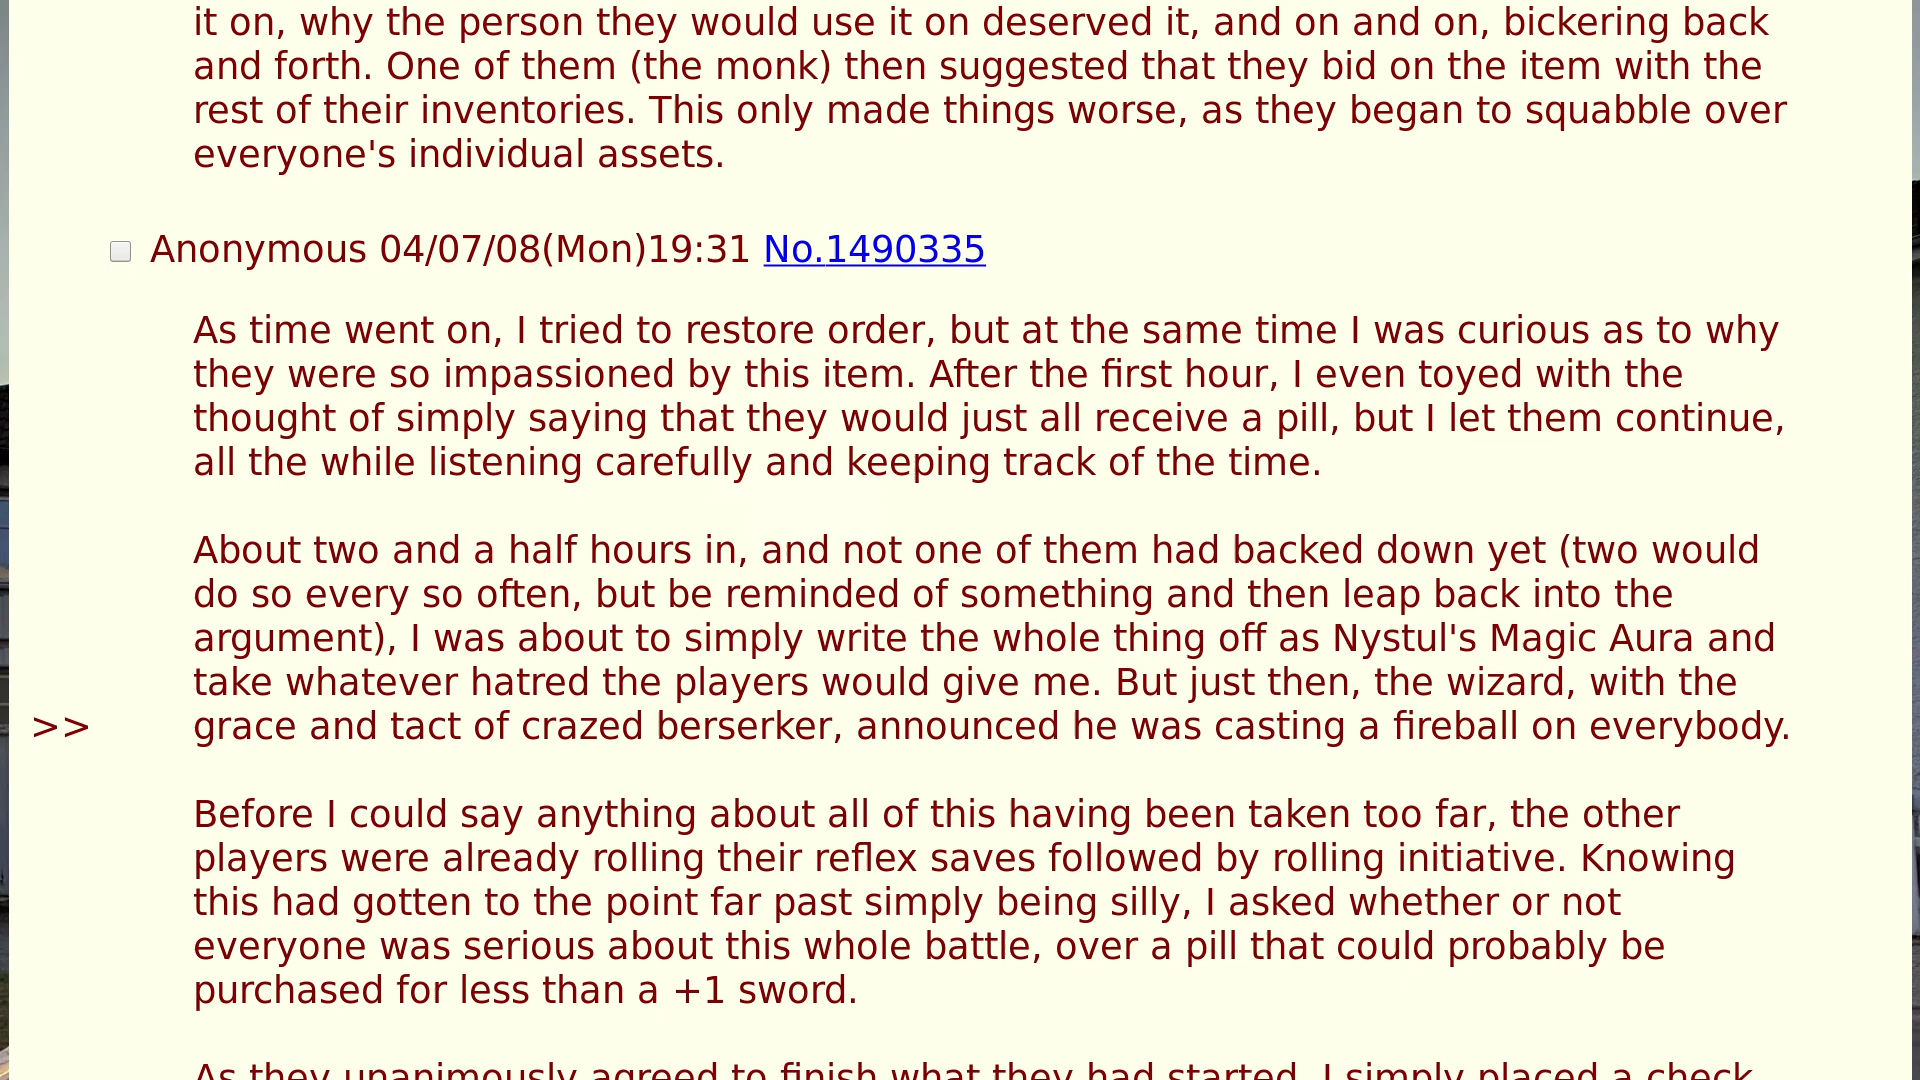 it on, why the person they would use it on deserved it, and on and on, bickering back
and forth. One of them (the monk) then suggested that they bid on the item with the
rest of their inventories. This only made things worse, as they began to squabble over
everyone's individual assets.
Anonymous 04/07/08(Mon)19:31 No.1490335
As time went on, I tried to restore order, but at the same time I was curious as to why
they were so impassioned by this item. After the first hour, I even toyed with the
thought of simply saying that they would just all receive a pill, but I let them continue,
all the while listening carefully and keeping track of the time.
About two and a half hours in, and not one of them had backed down yet (two would
do so every so often, but be reminded of something and then leap back into the
argument), I was about to simply write the whole thing off as Nystul's Magic Aura and
take whatever hatred the players would give me. But just then, the wizard, with the
>> grace and tact of crazed berserker, announced he was casting a fireball on everybody.
Before I could say anything about all of this having been taken too far, the other
players were already rolling their reflex saves followed by rolling initiative. Knowing
this had gotten to the point far past simply being silly, I asked whether or not
everyone was serious about this whole battle, over a pill that could probably be
purchased for less than a +1 sword.
As they unanimously agreed to finish what they had started, I simply placed a check